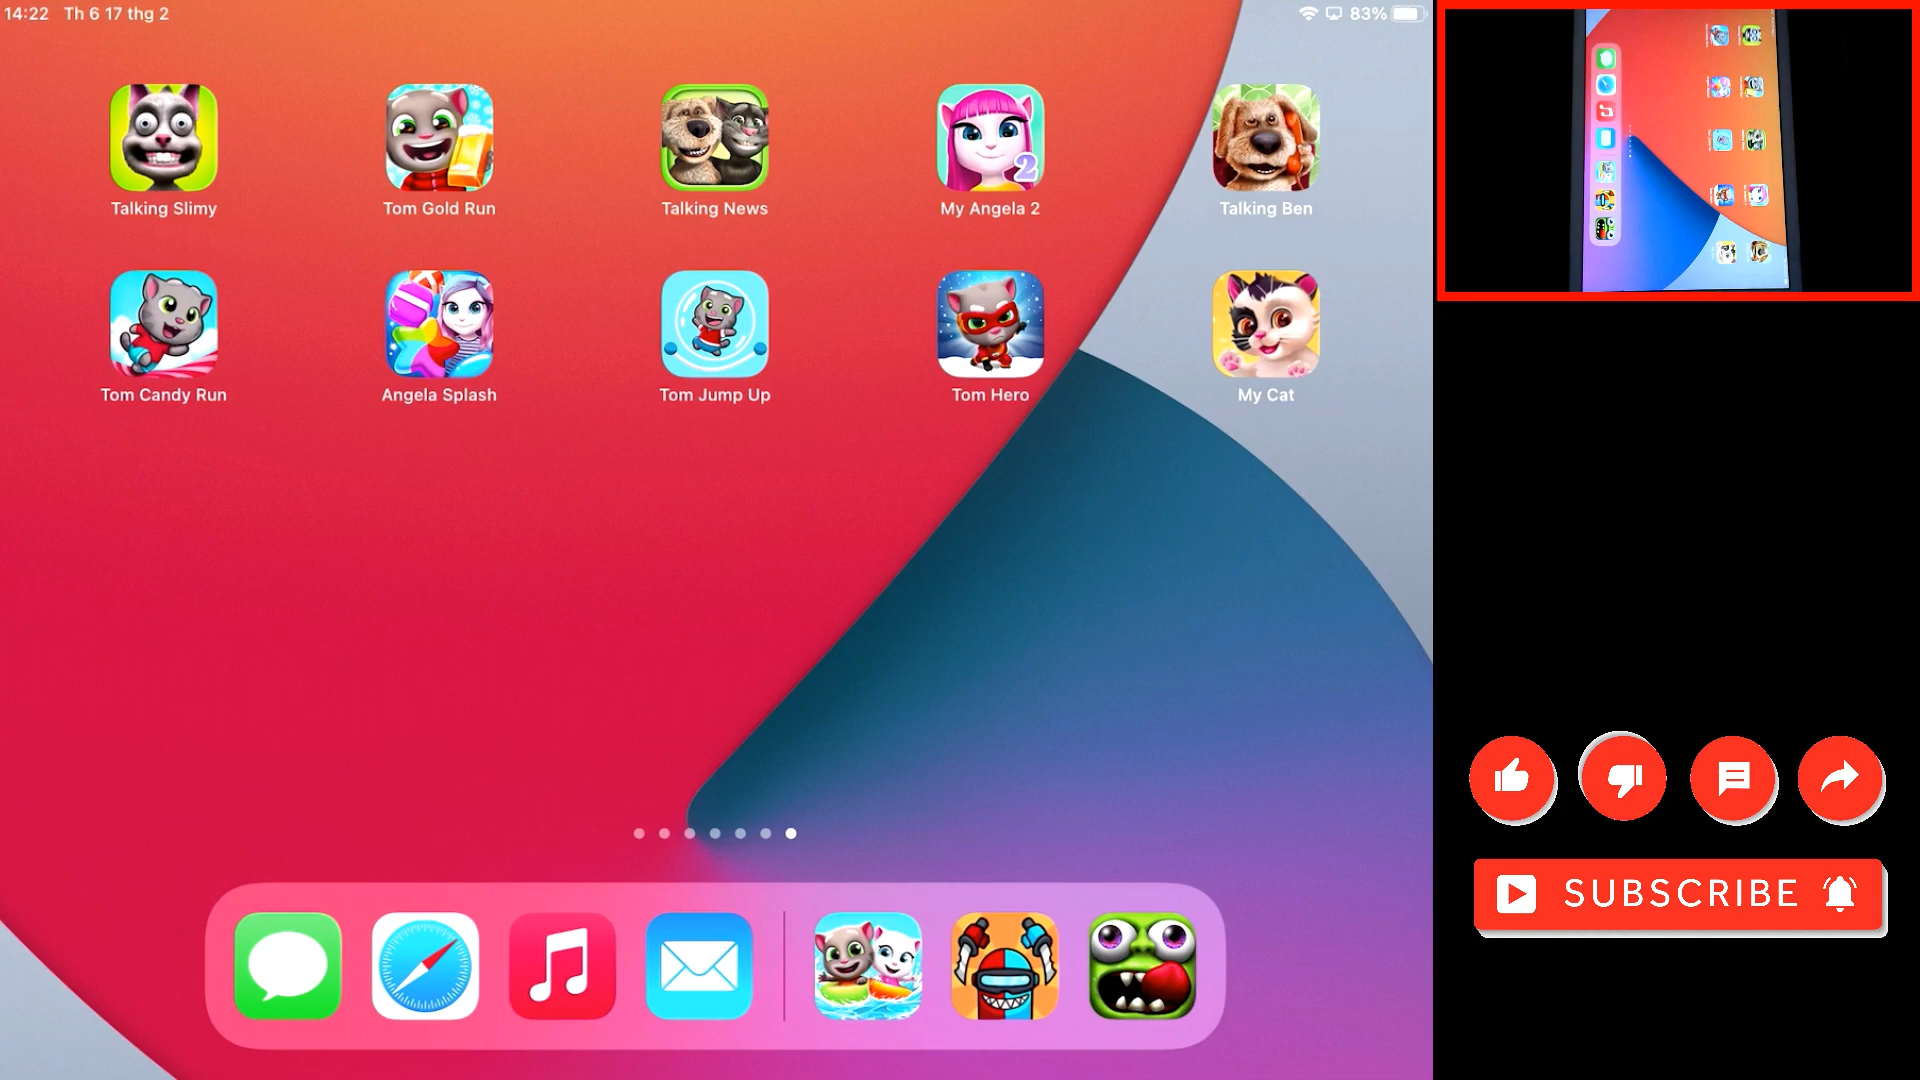 14:22 Th 6 17 thg 2
83%
Talking Slimy
Tom Gold Run
Talking News
My Angela 2
2
Talking Ben
Tom Candy Run
Angela Splash
Tom Jump Up
Tom Hero
My Cat
SUBSCRIBE